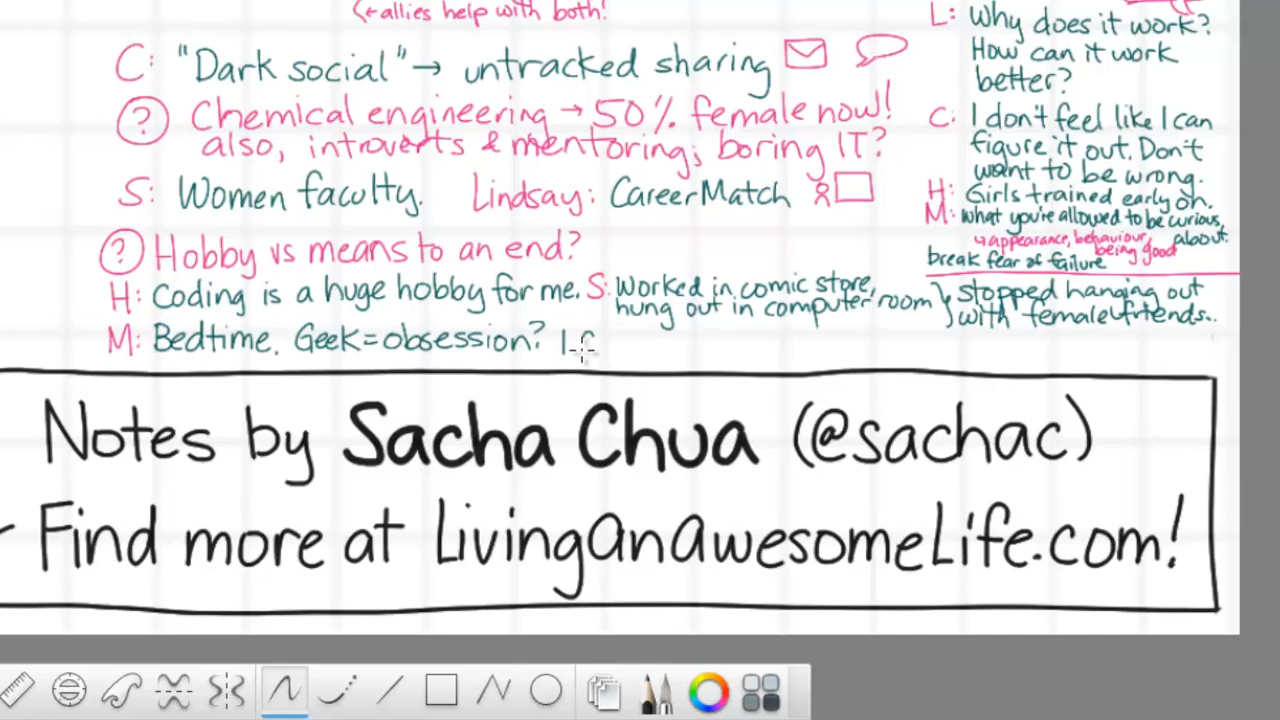 allies help with both!
C: "Dark social" → untracked sharing
? Chemical engineering → 50% female now!
also, introverts & mentoring; boring IT?
S: Women faculty. Lindsay: CareerMatch
? Hobby vs means to an end?
H: Coding is a huge hobby for me. S: Worked in comic store,
hung out in computer room } stopped hanging out
with female friends...
M: Bedtime. Geek=obsession? I
L: Why does it work?
How can it work
better?
C: I don't feel like I can
figure it out. Don't
want to be wrong.
H: Girls trained early on.
M: What you're allowed to be curious
about.
↳ appearance, behaviour,
being good
break fear of failure
Notes by Sacha Chua (@sachac)
Find more at LivingAnAwesomeLife.com!